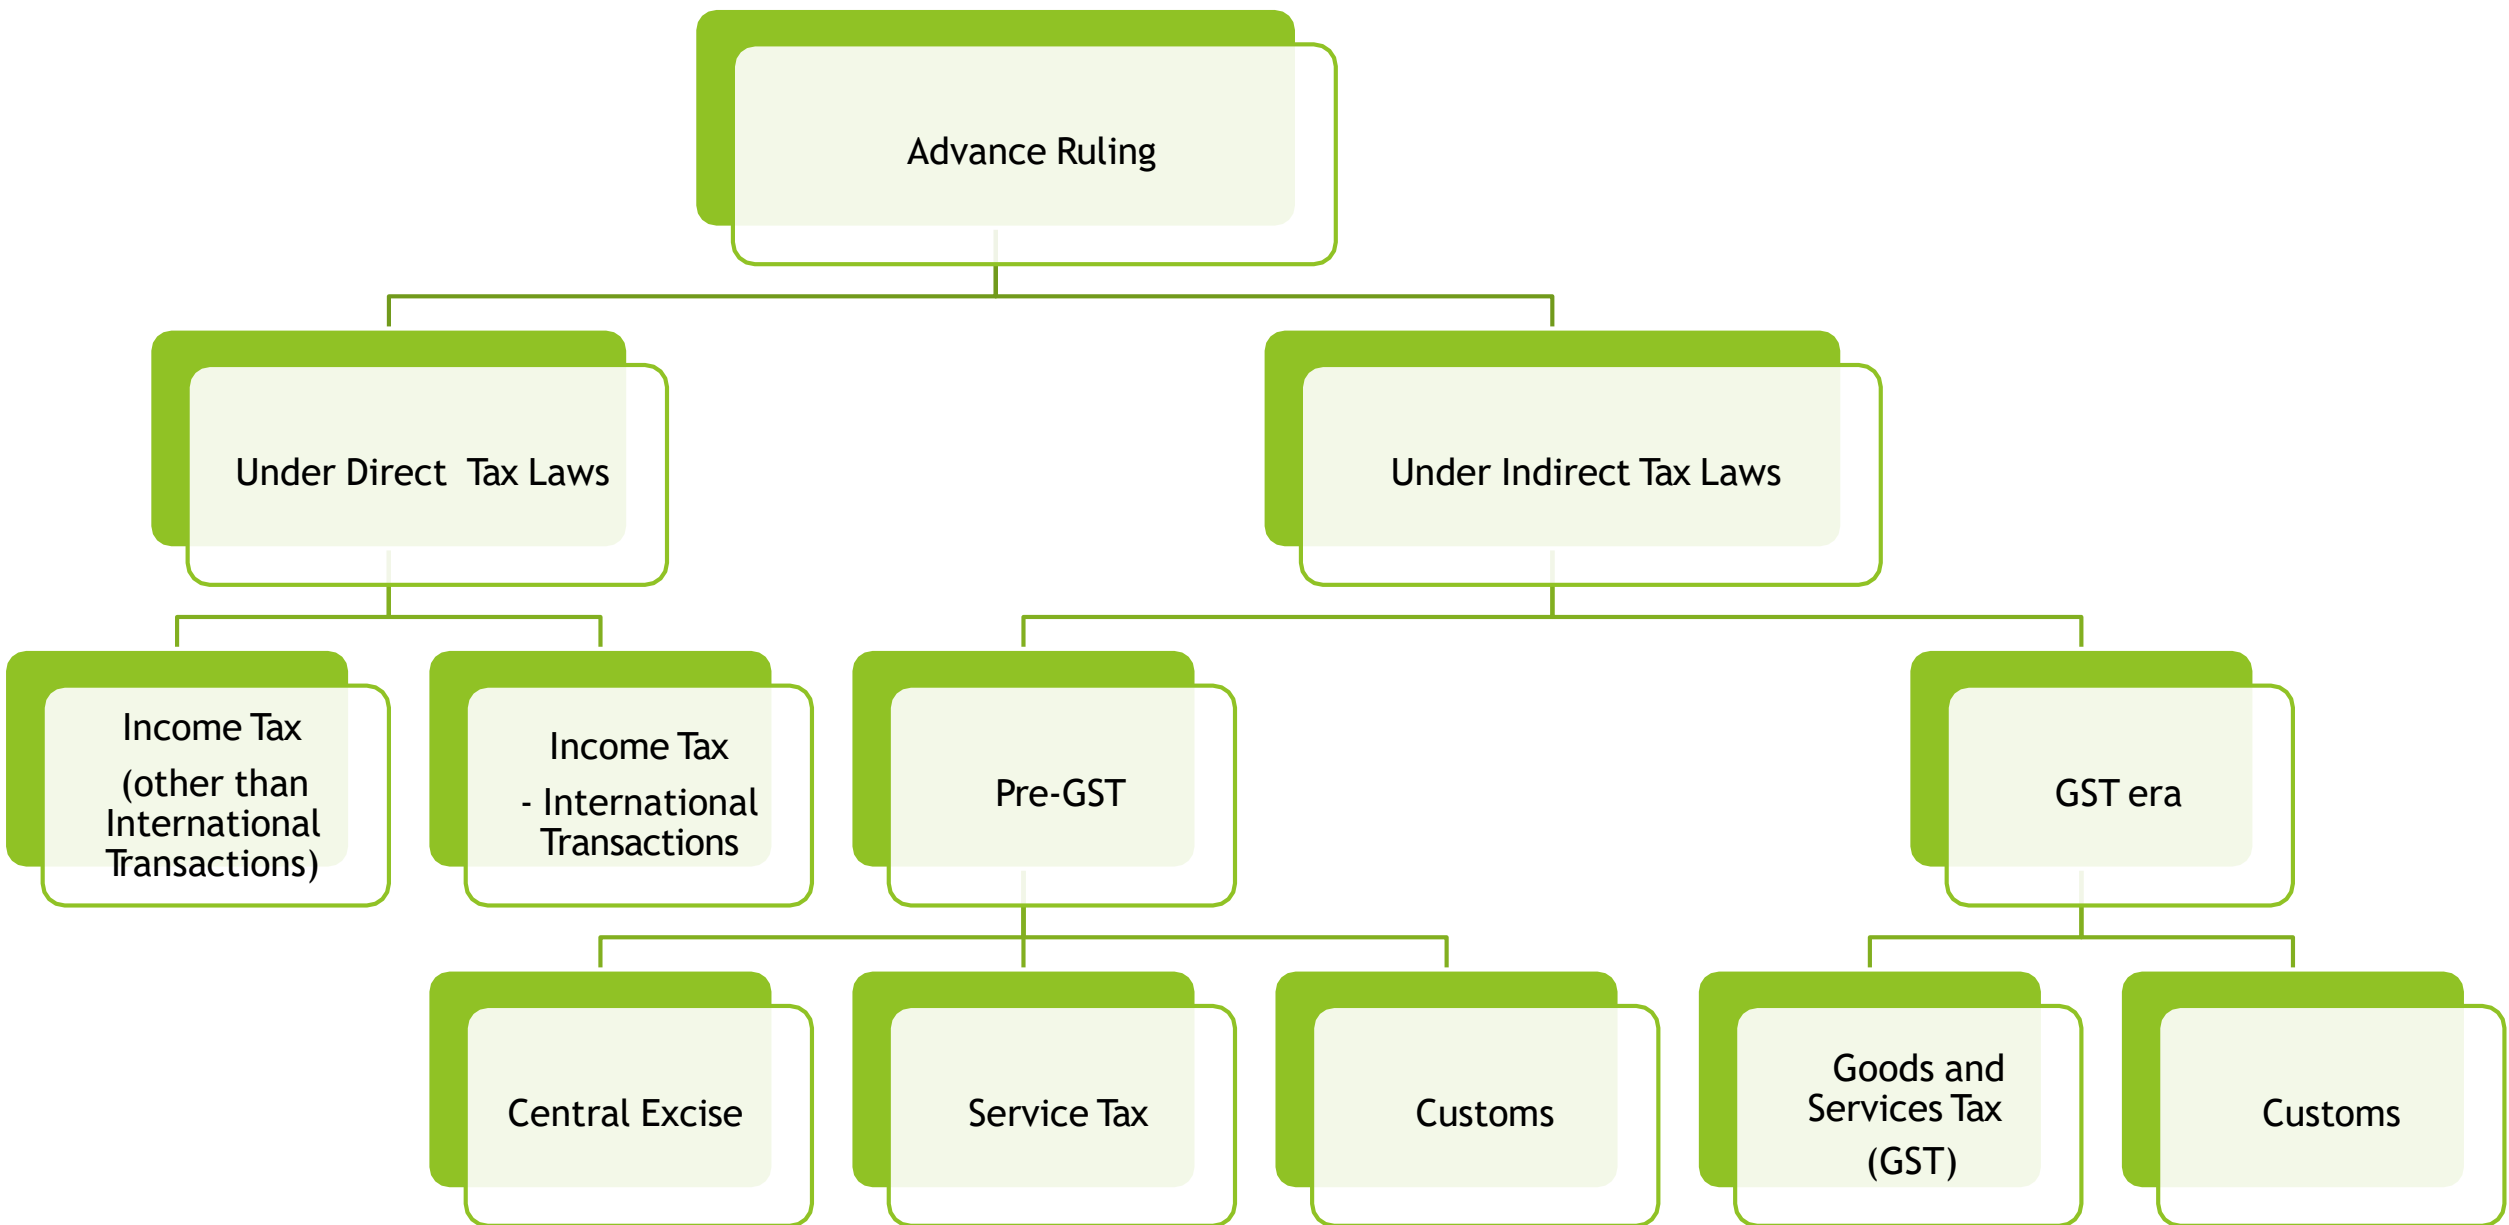 Advance Ruling
Under Direct  Tax Laws
Under Indirect Tax Laws
Income Tax
(other than
International
Transactions)
Income Tax
- International
Transactions
Pre-GST
GST era
Central Excise
Service Tax
Customs
Goods and
Services Tax
(GST)
Customs